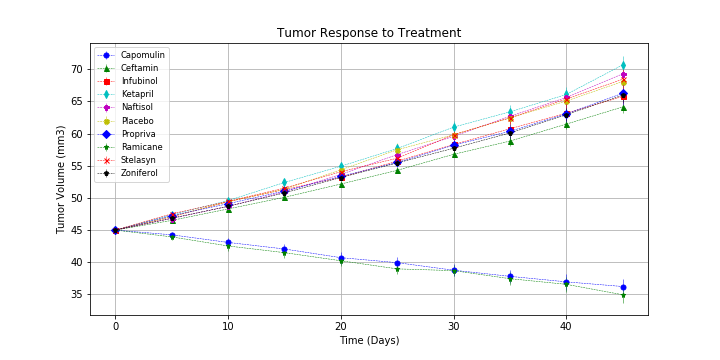 Tumor Response to Treatment
Capomulin
Ceftamin
Infubinol
Ketapril
Naftisol
Placebo
Propriva
Ramicane
Stelasyn
Zoniferol
70
65
60
55
50
45
40
35
Tumor Volume (mm3)
0 10 20 30 40
Time (Days)